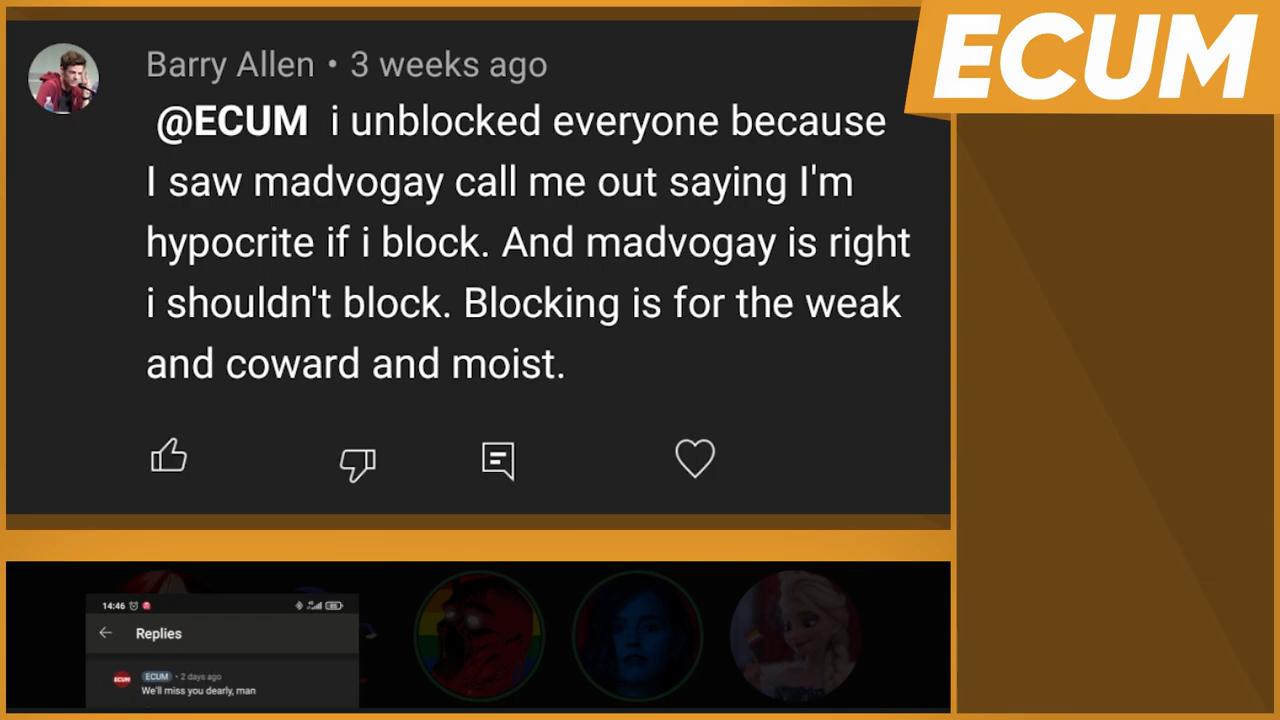 ECUM
Barry Allen • 3 weeks ago
@ECUM i unblocked everyone because
I saw madvogay call me out saying I'm
hypocrite if i block. And madvogay is right
i shouldn't block. Blocking is for the weak
and coward and moist.
14:46
Replies
ECUM
ECUM • 2 days ago
We'll miss you dearly, man